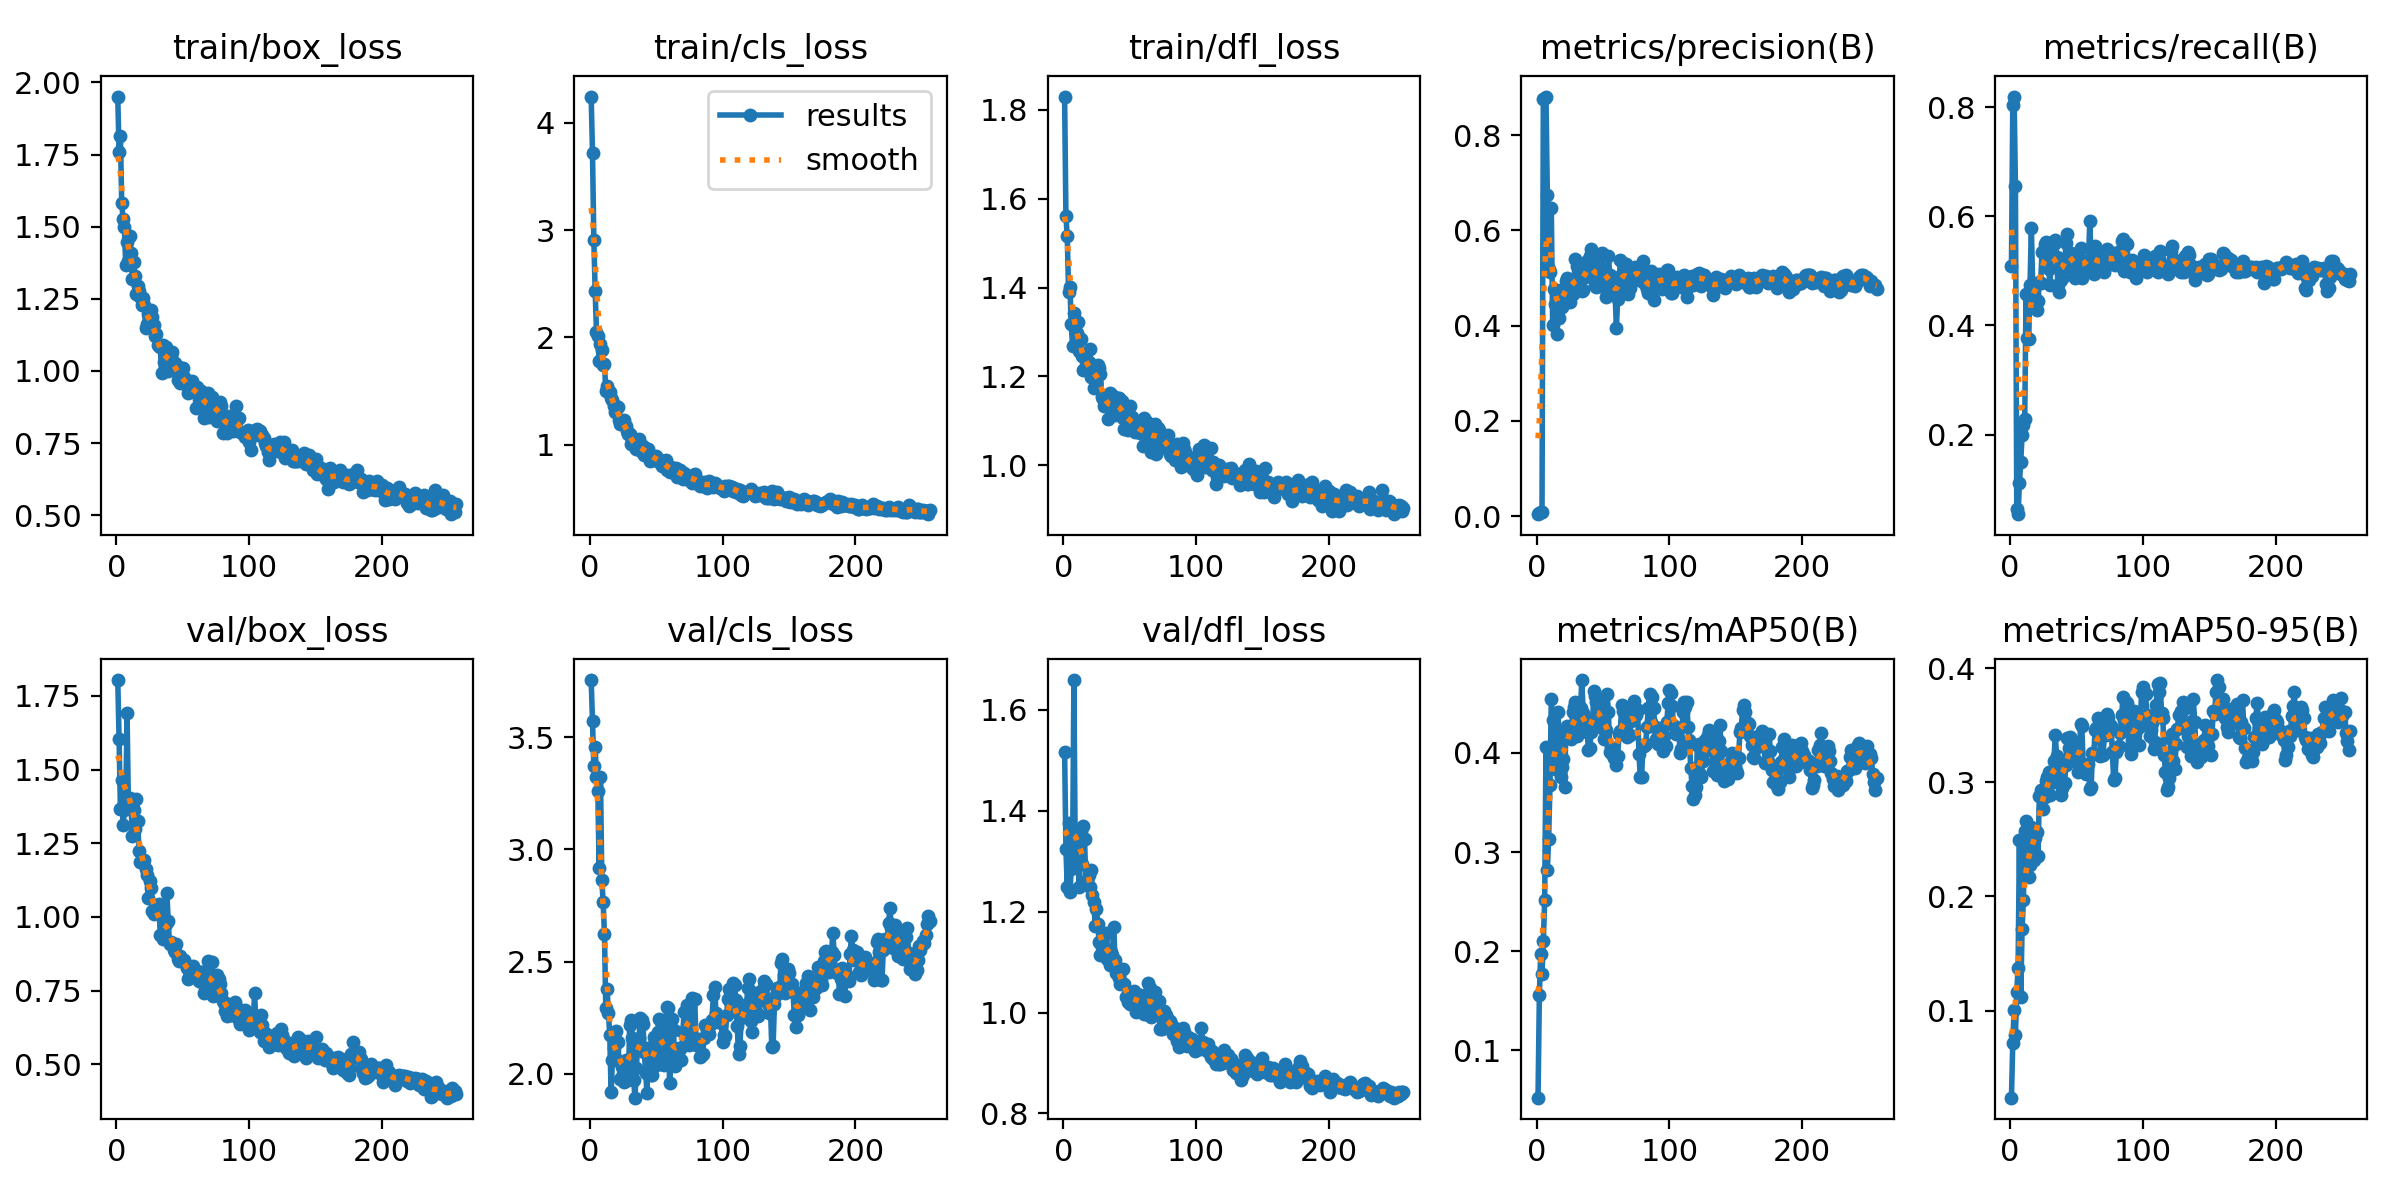 train/box_loss
2.00
1.75
1.50
1.25
1.00
0.75
0.50
0 100 200
train/cls_loss
results
smooth
4
3
2
1
0 100 200
train/dfl_loss
1.8
1.6
1.4
1.2
1.0
0 100 200
metrics/precision(B)
0.8
0.6
0.4
0.2
0.0
0 100 200
metrics/recall(B)
0.8
0.6
0.4
0.2
0 100 200
val/box_loss
1.75
1.50
1.25
1.00
0.75
0.50
0 100 200
val/cls_loss
3.5
3.0
2.5
2.0
0 100 200
val/dfl_loss
1.6
1.4
1.2
1.0
0.8
0 100 200
metrics/mAP50(B)
0.4
0.3
0.2
0.1
0 100 200
metrics/mAP50-95(B)
0.4
0.3
0.2
0.1
0 100 200